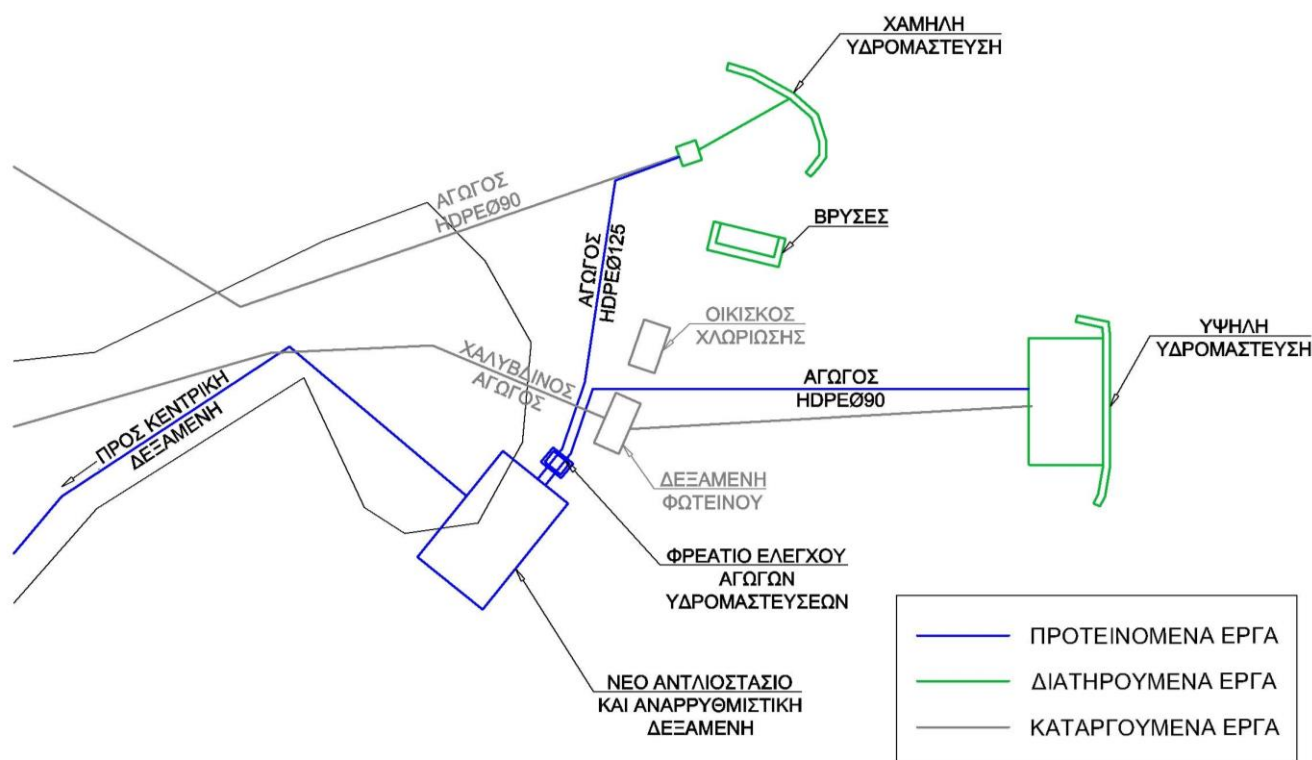 ΧΑΜΗΛΗ
ΥΔΡΟΜΑΣΤΕΥΣΗ
ΑΓΩΓΟΣ
HDPEØ90
ΑΓΩΓΟΣ
HDPEØ125
ΒΡΥΣΕΣ
ΟΙΚΙΣΚΟΣ
ΧΛΩΡΙΩΣΗΣ
ΥΨΗΛΗ
ΥΔΡΟΜΑΣΤΕΥΣΗ
ΧΑΛΥΒΔΙΝΟΣ
ΑΓΩΓΟΣ
ΑΓΩΓΟΣ
HDPEØ90
ΠΡΟΣ ΚΕΝΤΡΙΚΗ
ΔΕΞΑΜΕΝΗ
ΔΕΞΑΜΕΝΗ
ΦΩΤΕΙΝΟΥ
ΦΡΕΑΤΙΟ ΕΛΕΓΧΟΥ
ΑΓΩΓΩΝ
ΥΔΡΟΜΑΣΤΕΥΣΕΩΝ
ΝΕΟ ΑΝΤΛΙΟΣΤΑΣΙΟ
ΚΑΙ ΑΝΑΡΡΥΘΜΙΣΤΙΚΗ
ΔΕΞΑΜΕΝΗ
ΠΡΟΤΕΙΝΟΜΕΝΑ ΕΡΓΑ
ΔΙΑΤΗΡΟΥΜΕΝΑ ΕΡΓΑ
ΚΑΤΑΡΓΟΥΜΕΝΑ ΕΡΓΑ